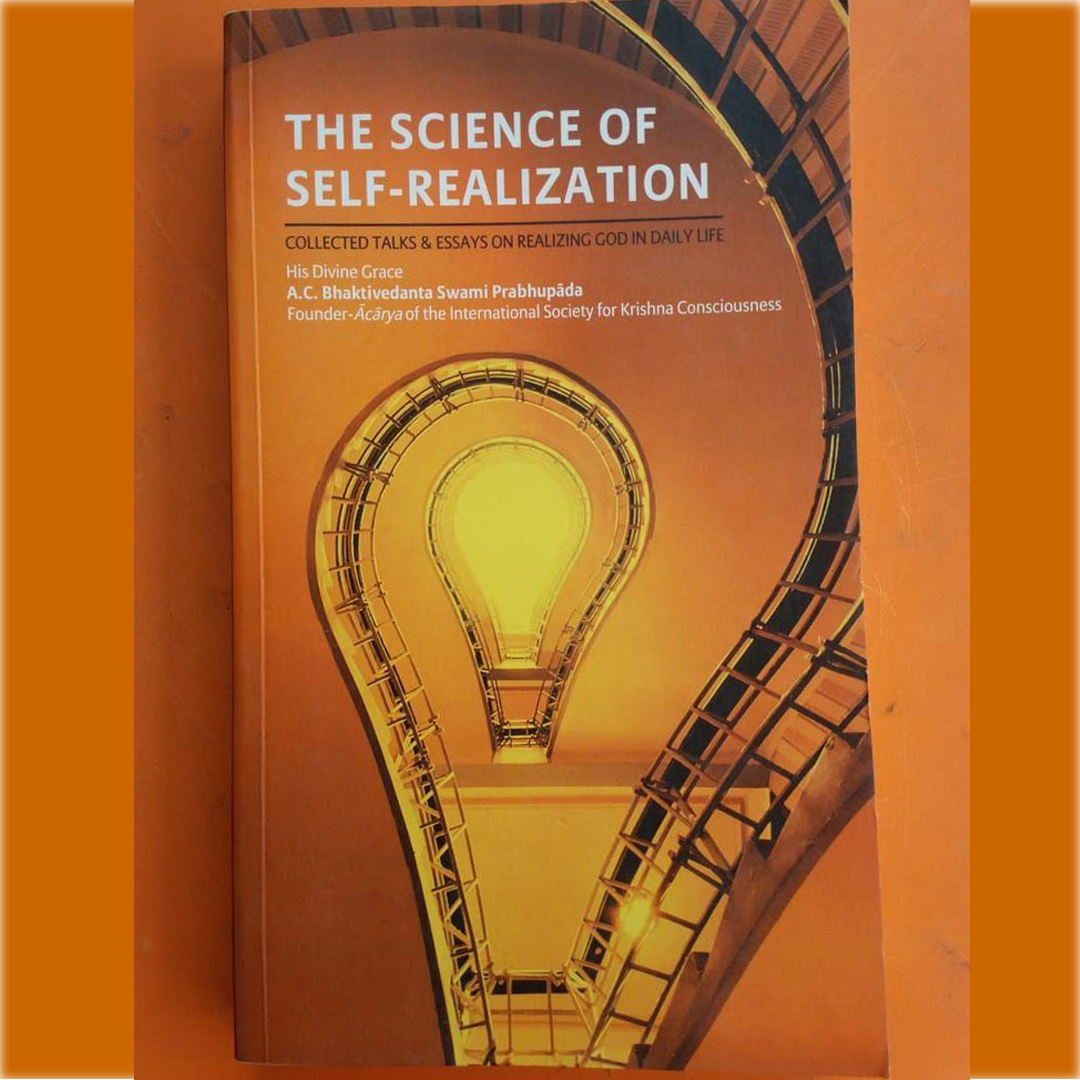 THE SCIENCE OF
SELF-REALIZATION
COLLECTED TALKS & ESSAYS ON REALIZING GOD IN DAILY LIFE
His Divine Grace
A.C. Bhaktivedanta Swami Prabhupāda
Founder-Ācārya of the International Society for Krishna Consciousness